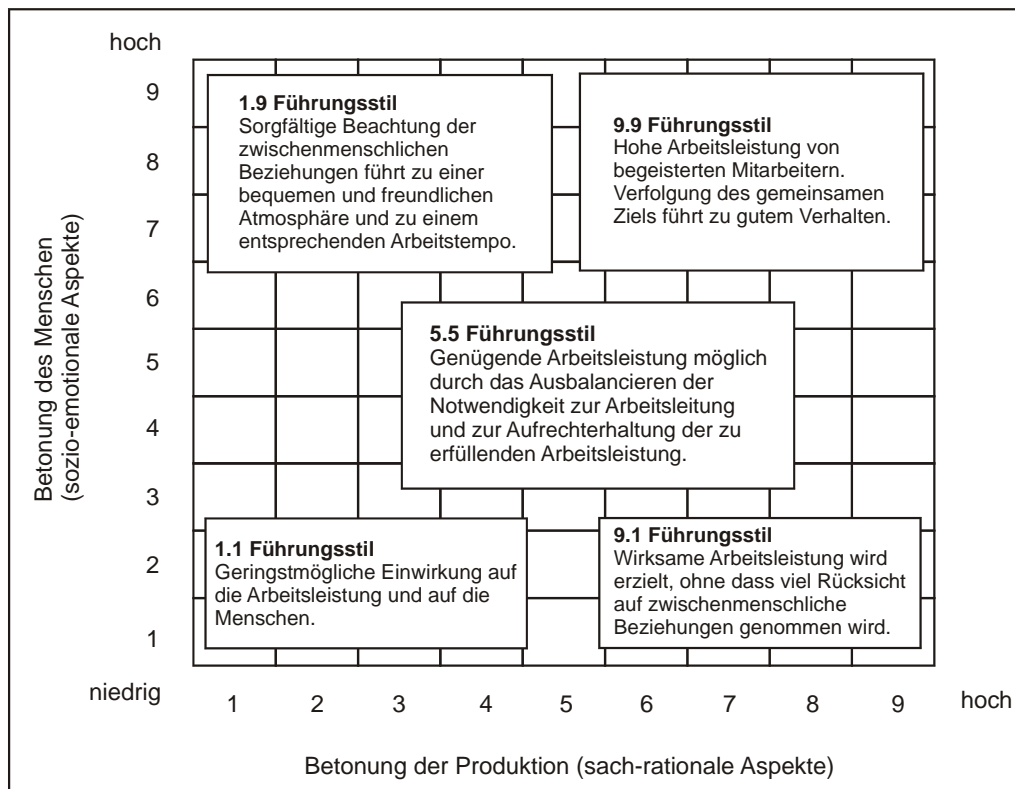 hoch
9
8
7
6
5
4
3
2
1
niedrig
Betonung des Menschen
(sozio-emotionale Aspekte)
1.9 Führungsstil
Sorgfältige Beachtung der
zwischenmenschlichen
Beziehungen führt zu einer
bequemen und freundlichen
Atmosphäre und zu einem
entsprechenden Arbeitstempo.
9.9 Führungsstil
Hohe Arbeitsleistung von
begeisterten Mitarbeitern.
Verfolgung des gemeinsamen
Ziels führt zu gutem Verhalten.
5.5 Führungsstil
Genügende Arbeitsleistung möglich
durch das Ausbalancieren der
Notwendigkeit zur Arbeitsleitung
und zur Aufrechterhaltung der zu
erfüllenden Arbeitsleistung.
1.1 Führungsstil
Geringstmögliche Einwirkung auf
die Arbeitsleistung und auf die
Menschen.
9.1 Führungsstil
Wirksame Arbeitsleistung wird
erzielt, ohne dass viel Rücksicht
auf zwischenmenschliche
Beziehungen genommen wird.
1 2 3 4 5 6 7 8 9 hoch
Betonung der Produktion (sach-rationale Aspekte)